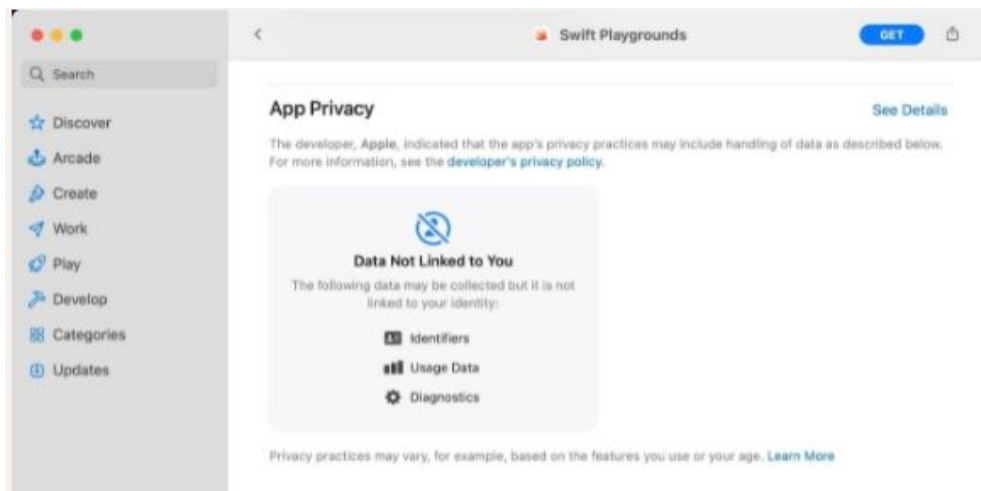 Swift Playgrounds
GET
Search
Discover
Arcade
Create
Work
Play
Develop
Categories
Updates
App Privacy
See Details
The developer, Apple, indicated that the app's privacy practices may include handling of data as described below.
For more information, see the developer's privacy policy.
Data Not Linked to You
The following data may be collected but it is not
linked to your identity:
Identifiers
Usage Data
Diagnostics
Privacy practices may vary, for example, based on the features you use or your age. Learn More